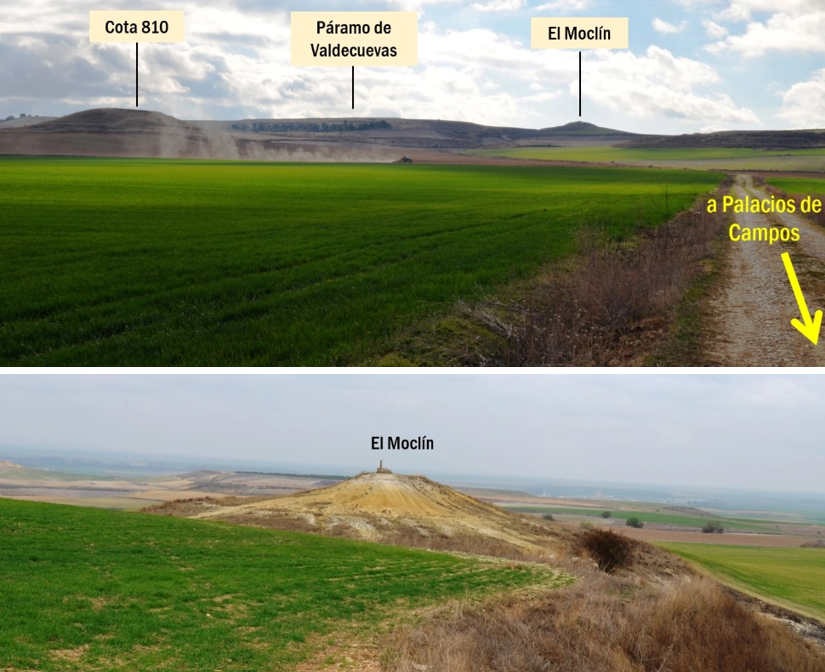 Cota 810
Páramo de
Valdecuevas
El Moclín
a Palacios de
Campos
El Moclín